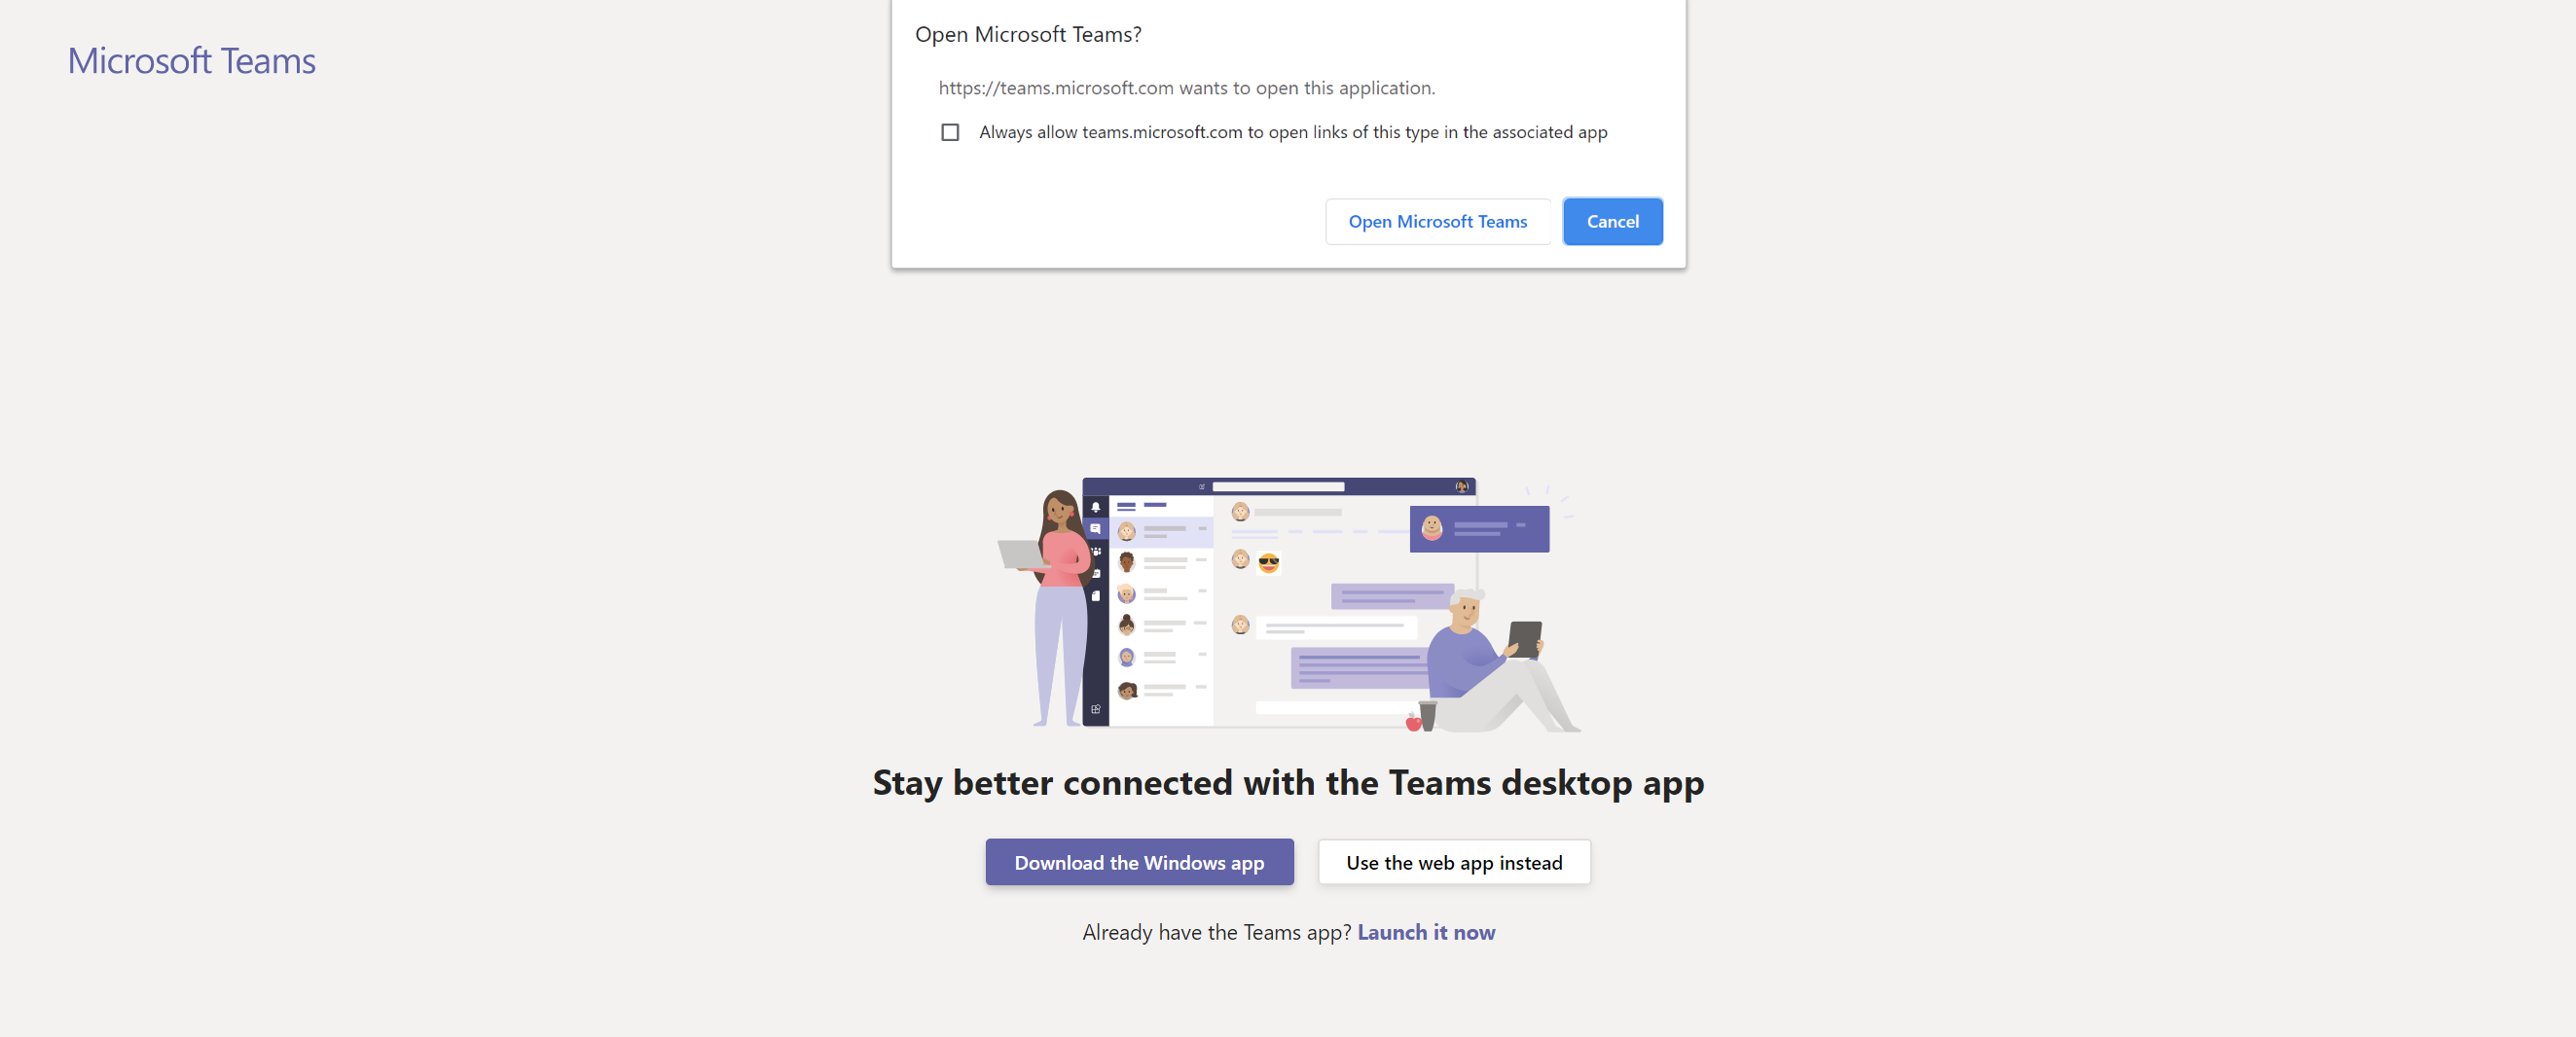 Microsoft Teams
Open Microsoft Teams?
https://teams.microsoft.com wants to open this application.
Always allow teams.microsoft.com to open links of this type in the associated app
Open Microsoft Teams
Cancel
Stay better connected with the Teams desktop app
Download the Windows app
Use the web app instead
Already have the Teams app? Launch it now